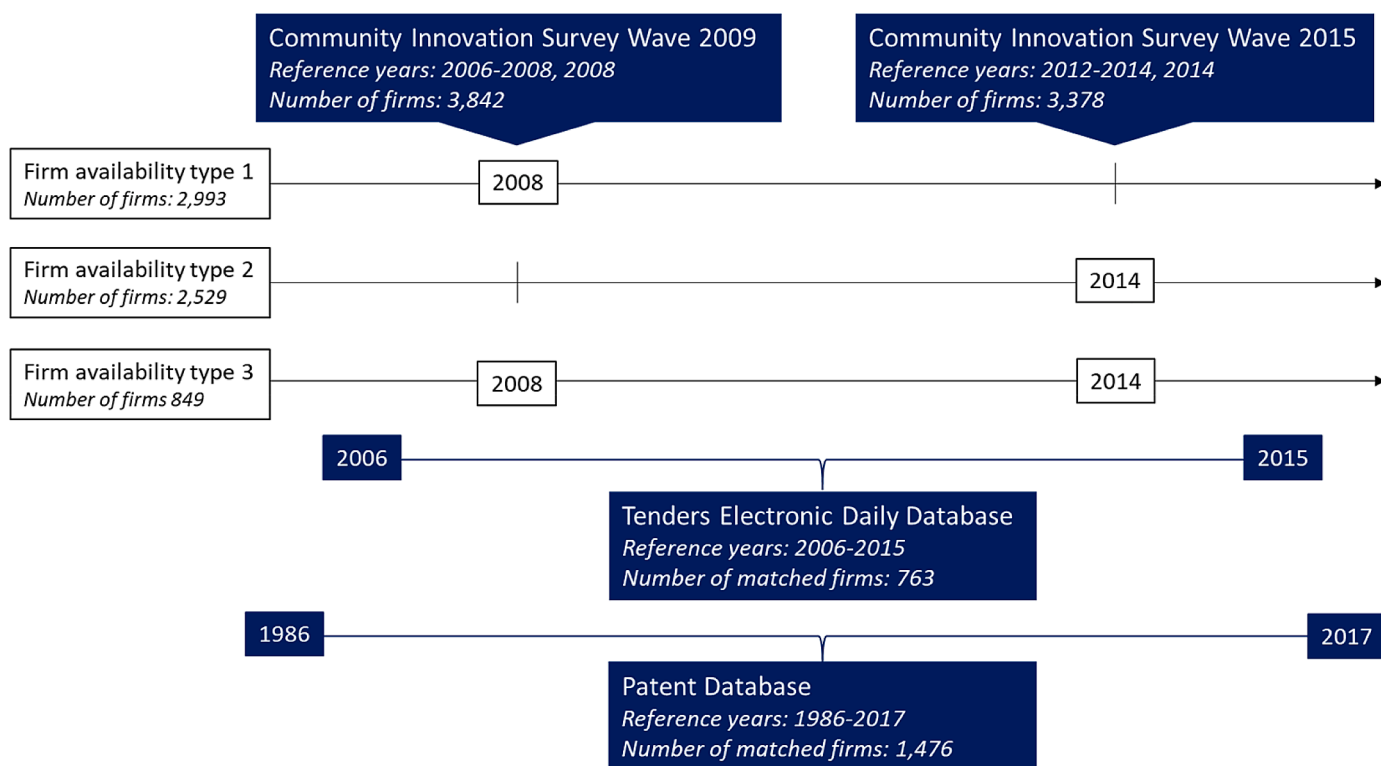 Community Innovation Survey Wave 2009
Reference years: 2006-2008, 2008
Number of firms: 3,842
Community Innovation Survey Wave 2015
Reference years: 2012-2014, 2014
Number of firms: 3,378
Firm availability type 1
Number of firms: 2,993
2008
Firm availability type 2
Number of firms: 2,529
2014
Firm availability type 3
Number of firms 849
2008
2014
2006
2015
Tenders Electronic Daily Database
Reference years: 2006-2015
Number of matched firms: 763
1986
2017
Patent Database
Reference years: 1986-2017
Number of matched firms: 1,476